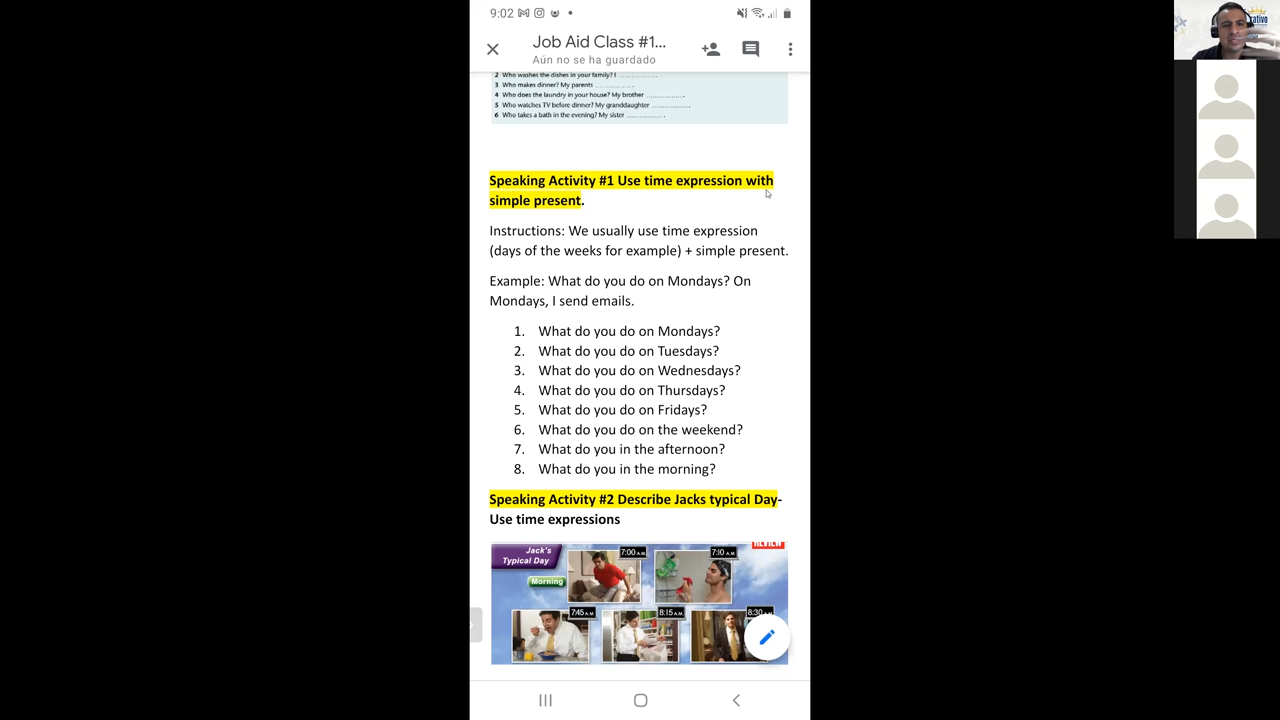 9:02
Job Aid Class #1...
Aún no se ha guardado
2 Who washes the dishes in your family? I ................
3 Who makes dinner? My parents ................
4 Who does the laundry in your house? My brother ................
5 Who watches TV before dinner? My granddaughter ................
6 Who takes a bath in the evening? My sister ................
Speaking Activity #1 Use time expression with
simple present.
Instructions: We usually use time expression
(days of the weeks for example) + simple present.
Example: What do you do on Mondays? On
Mondays, I send emails.
1. What do you do on Mondays?
2. What do you do on Tuesdays?
3. What do you do on Wednesdays?
4. What do you do on Thursdays?
5. What do you do on Fridays?
6. What do you do on the weekend?
7. What do you in the afternoon?
8. What do you in the morning?
Speaking Activity #2 Describe Jacks typical Day-
Use time expressions
REVIEW
Jack's
Typical Day
7:00 A.M.
7:10 A.M.
Morning
7:45 A.M.
8:15 A.M.
8:30 A.M.